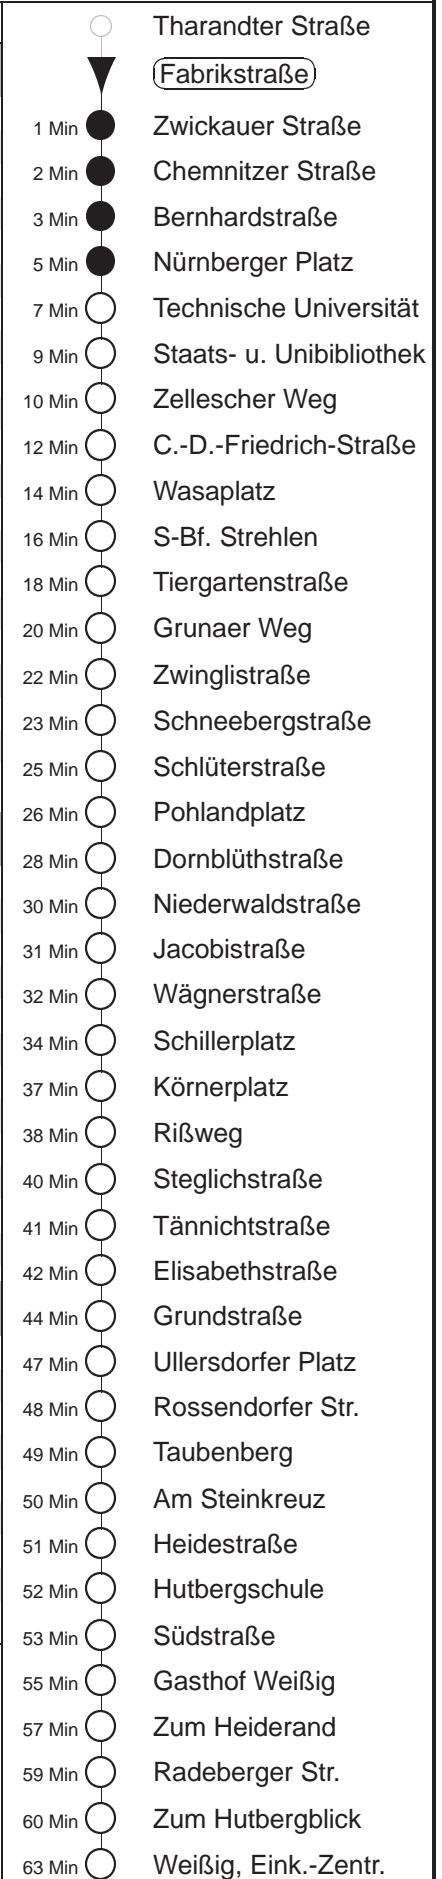 Tharandter Straße
Fabrikstraße
1 Min Zwickauer Straße
2 Min Chemnitzer Straße
3 Min Bernhardstraße
5 Min Nürnberger Platz
7 Min Technische Universität
9 Min Staats- u. Unibibliothek
10 Min Zellescher Weg
12 Min C.-D.-Friedrich-Straße
14 Min Wasaplatz
16 Min S-Bf. Strehlen
18 Min Tiergartenstraße
20 Min Grunaer Weg
22 Min Zwinglistraße
23 Min Schneebergstraße
25 Min Schlüterstraße
26 Min Pohlandplatz
28 Min Dornblüthstraße
30 Min Niederwaldstraße
31 Min Jacobistraße
32 Min Wägnerstraße
34 Min Schillerplatz
37 Min Körnerplatz
38 Min Rißweg
40 Min Steglichstraße
41 Min Tännichtstraße
42 Min Elisabethstraße
44 Min Grundstraße
47 Min Ullersdorfer Platz
48 Min Rossendorfer Str.
49 Min Taubenberg
50 Min Am Steinkreuz
51 Min Heidestraße
52 Min Hutbergschule
53 Min Südstraße
55 Min Gasthof Weißig
57 Min Zum Heiderand
59 Min Radeberger Str.
60 Min Zum Hutbergblick
63 Min Weißig, Eink.-Zentr.